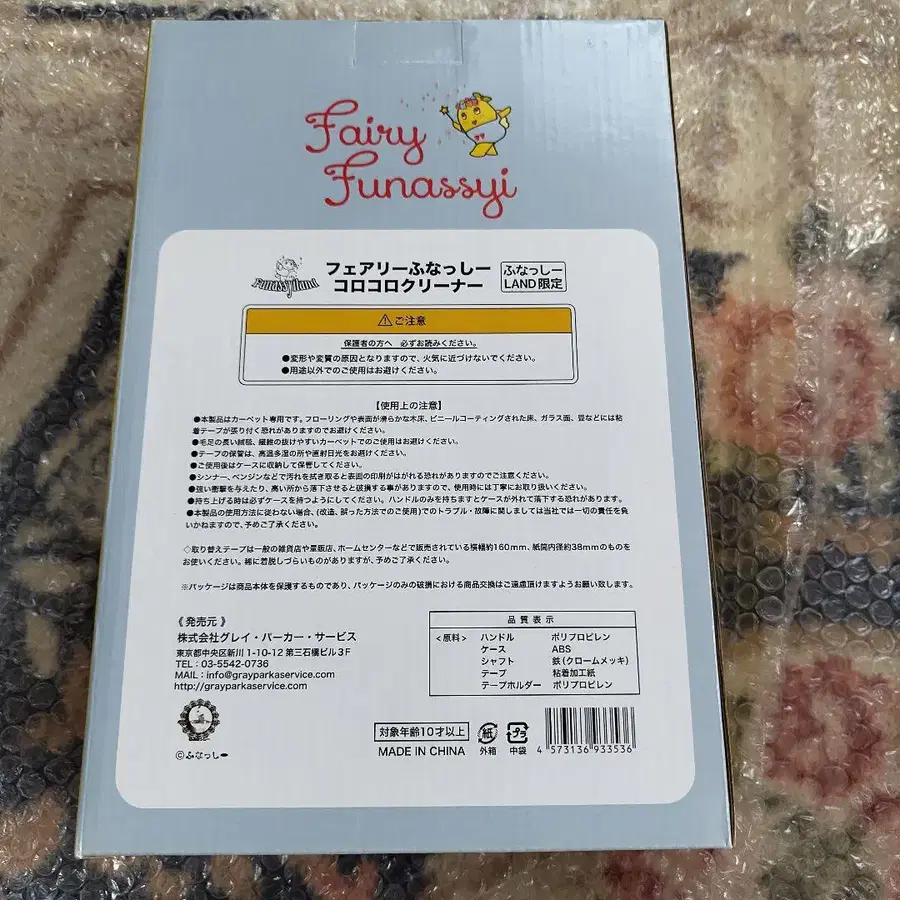 Fairy
Funassyi
Funassyiland
フェアリーふなっしー
コロコロクリーナー
ふなっしー
LAND限定
⚠ご注意
保護者の方へ 必ずお読みください。
●変形や変質の原因となりますので、火気に近づけないでください。
●用途以外でのご使用はお避けください。
【使用上の注意】
●本製品はカーペット専用です。フローリングや表面が滑らかな木床、ビニールコーティングされた床、ガラス面、畳などには粘
着テープが張り付く恐れがありますのでお避けください。
●毛足の長い絨毯、繊維の抜けやすいカーペットでのご使用はお避けください。
●テープの保管は、高温多湿の所や直射日光をお避けください。
●ご使用後はケースに収納して保管してください。
●シンナー、ベンジンなどで汚れを拭き取ると表面の印刷がはがれる恐れがありますのでご注意ください。
●強い衝撃を与えたり、高い所から落下させると破損する事がありますので、使用時には丁寧にお取り扱いください。
●持ち上げる時は必ずケースを持つようにしてください。ハンドルのみを持ちますとケースが外れて落下する恐れがあります。
●本製品の使用方法に従わない場合、(改造、誤った方法でのご使用)でのトラブル・故障に関しましては当社では一切の責任を負
いかねますので、予めご了承ください。
◇取り替えテープは一般の雑貨店や量販店、ホームセンターなどで販売されている横幅約160mm、紙筒内径約38mmのものを
お使いください。稀に着脱しづらいものがありますが、予めご了承ください。
※パッケージは商品本体を保護するものであり、パッケージのみの破損における商品交換はご遠慮頂けますようお願い致します。
《発売元》
株式会社グレイ・パーカー・サービス
東京都中央区新川1-10-12 第三石橋ビル3F
TEL：03-5542-0736
MAIL：info@grayparkaservice.com
http://grayparkaservice.com/
©ふなっしー
品質表示
<原料> ハンドル ポリプロピレン
ケース ABS
シャフト 鉄(クロームメッキ)
テープ 粘着加工紙
テープホルダー ポリプロピレン
対象年齢10才以上
MADE IN CHINA
紙
外箱
プラ
中袋
4 573136 933536